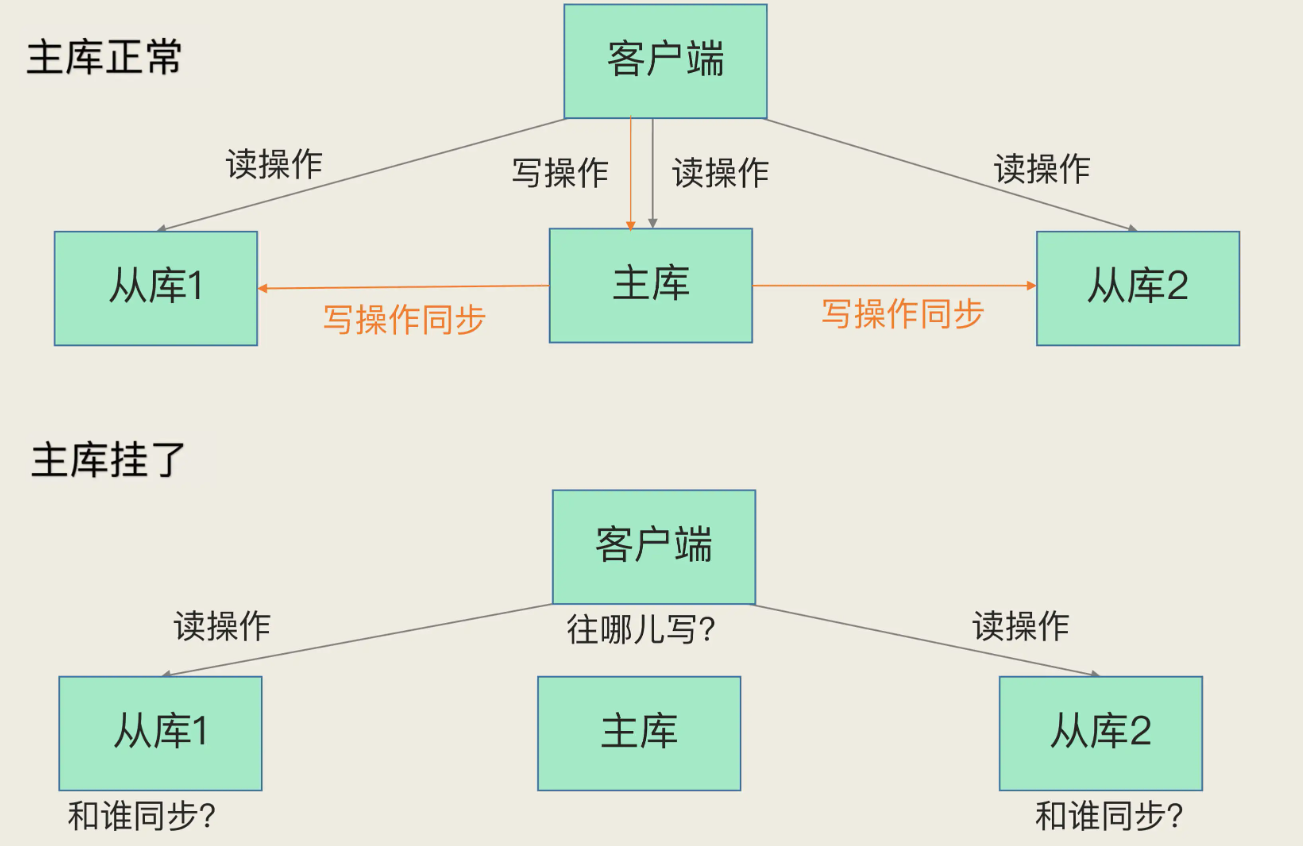 主库正常
客户端
读操作
写操作
读操作
读操作
从库1
主库
从库2
写操作同步
写操作同步
主库挂了
客户端
读操作
往哪儿写?
读操作
从库1
主库
从库2
和谁同步?
和谁同步?